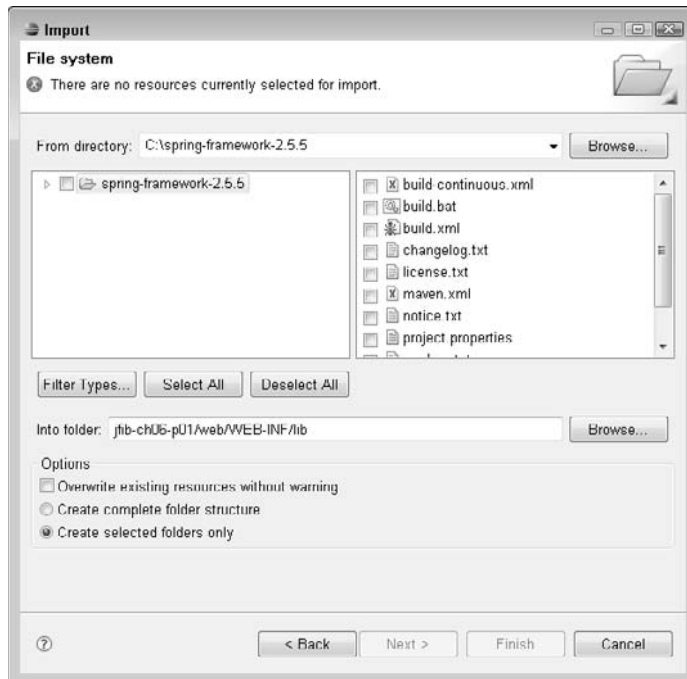 Import
File system
There are no resources currently selected for import.
From directory: C:\spring-framework-2.5.5 Browse...
spring-framework-2.5.5
build-continuous.xml
build.bat
build.xml
changelog.txt
license.txt
maven.xml
notice.txt
project.properties
Filter Types... Select All Deselect All
Into folder: jfib-ch06-p01/web/WEB-INF/lib Browse...
Options
Overwrite existing resources without warning
Create complete folder structure
Create selected folders only
? < Back Next > Finish Cancel